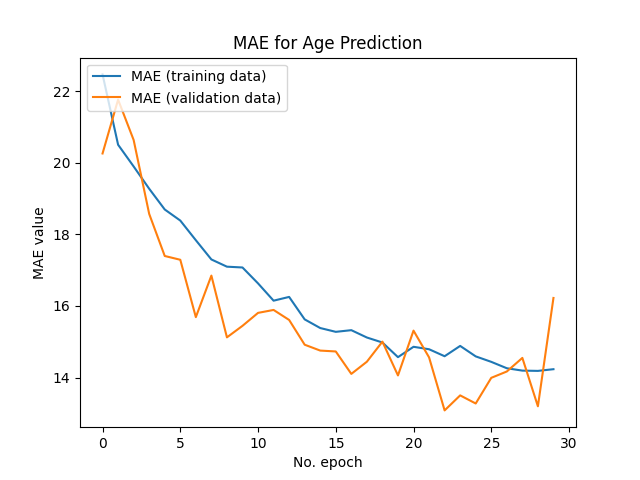 MAE for Age Prediction
MAE (training data)
MAE (validation data)
22
20
18
16
14
MAE value
0 5 10 15 20 25 30
No. epoch